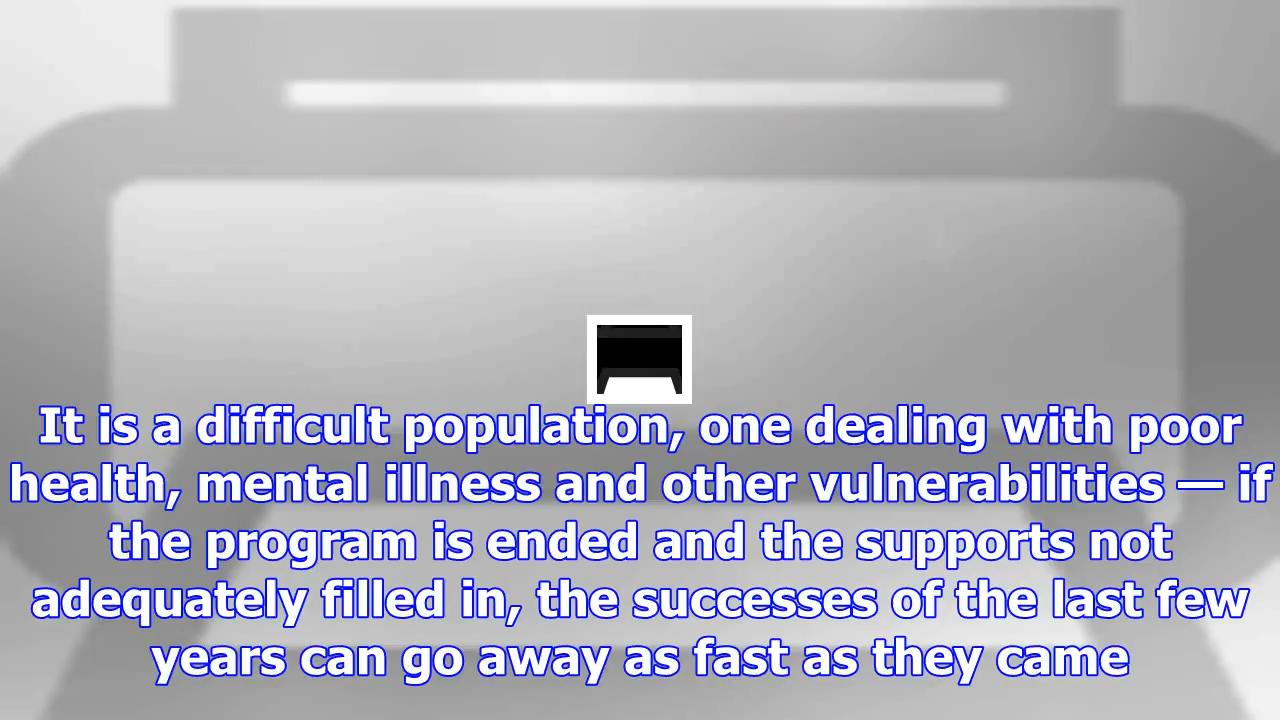 It is a difficult population, one dealing with poor
health, mental illness and other vulnerabilities — if
the program is ended and the supports not
adequately filled in, the successes of the last few
years can go away as fast as they came